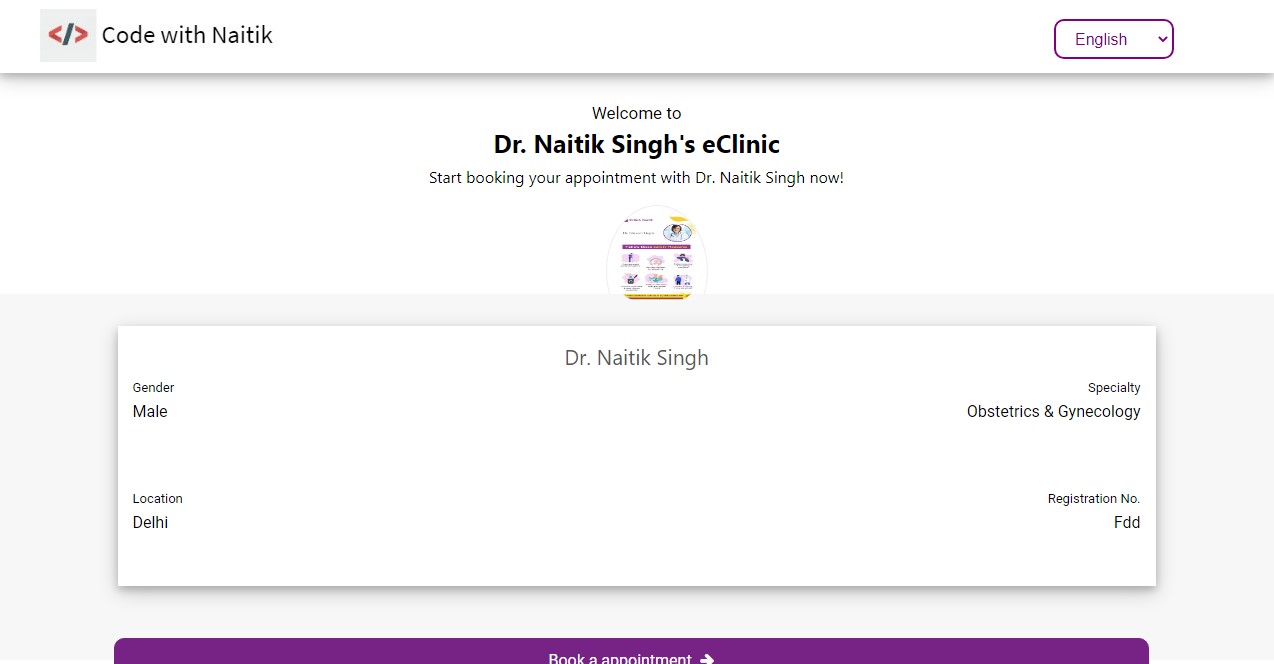 </> Code with Naitik
English
Welcome to
Dr. Naitik Singh's eClinic
Start booking your appointment with Dr. Naitik Singh now!
Dr. Naitik Singh
Gender
Specialty
Male
Obstetrics & Gynecology
Location
Registration No.
Delhi
Fdd
Book a appointment